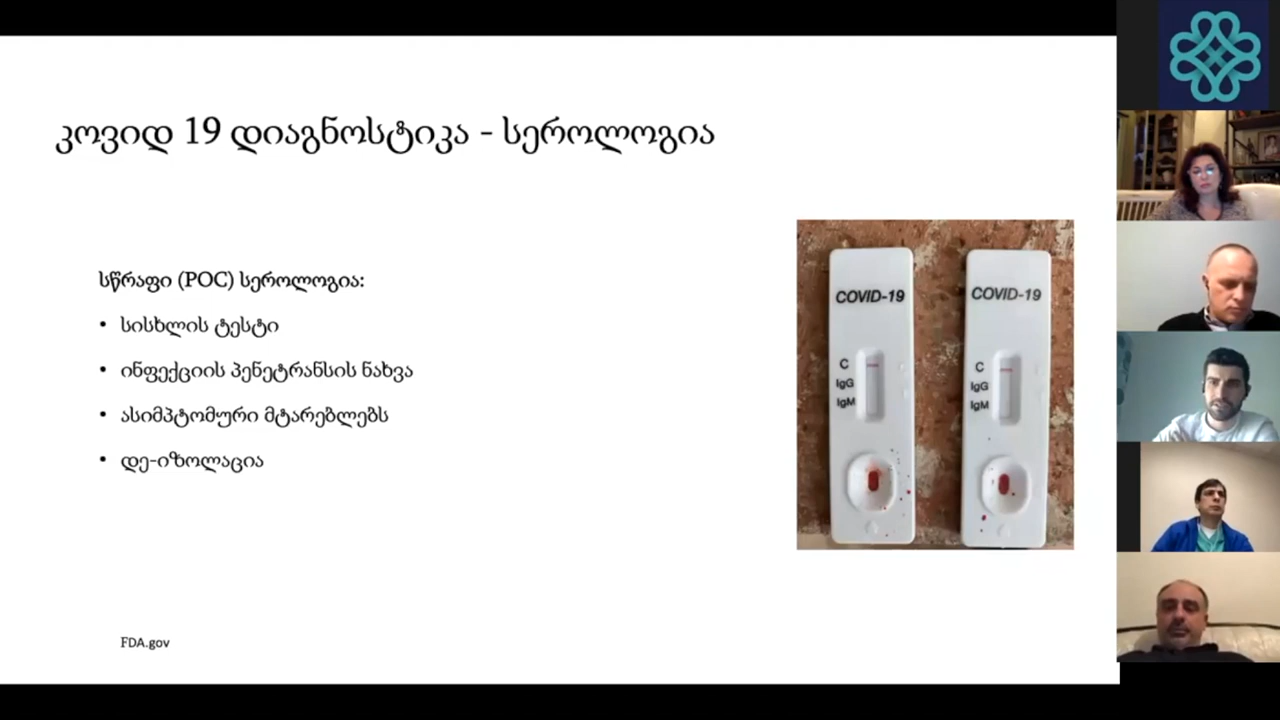 კოვიდ 19 დიაგნოსტიკა - სეროლოგია
სწრაფი (POC) სეროლოგია:
• სისხლის ტესტი
• ინფექციის პენეტრანსის ნახვა
• ასიმპტომური მტარებლებს
• დე-იზოლაცია
COVID-19
C
IgG
IgM
COVID-19
C
IgG
IgM
FDA.gov